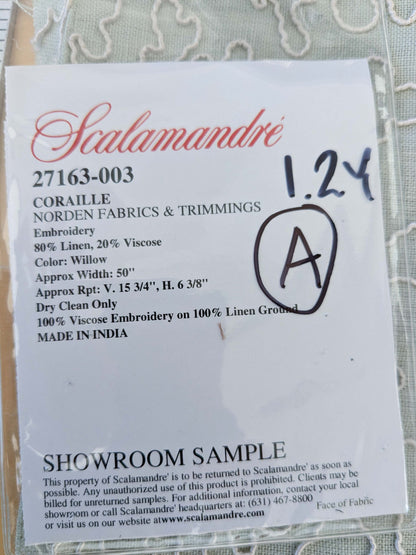 Scalamandré
27163-003
1.24
CORAILLE
NORDEN FABRICS & TRIMMINGS
Embroidery
80% Linen, 20% Viscose
Color: Willow
A
Approx Width: 50"
Approx Rpt: V. 15 3/4", H. 6 3/8"
Dry Clean Only
100% Viscose Embroidery on 100% Linen Ground
MADE IN INDIA
SHOWROOM SAMPLE
This property of Scalamandre' is to be returned to Scalamandre' as soon as
possible. Any unauthorized use of this product is prohibited. Clients may be
billed for unreturned samples. For additional information, contact your local
showroom or call Scalamandre' headquarters at: (631) 467-8800
or visit us on our website at www.scalamandre.com
Face of Fabric